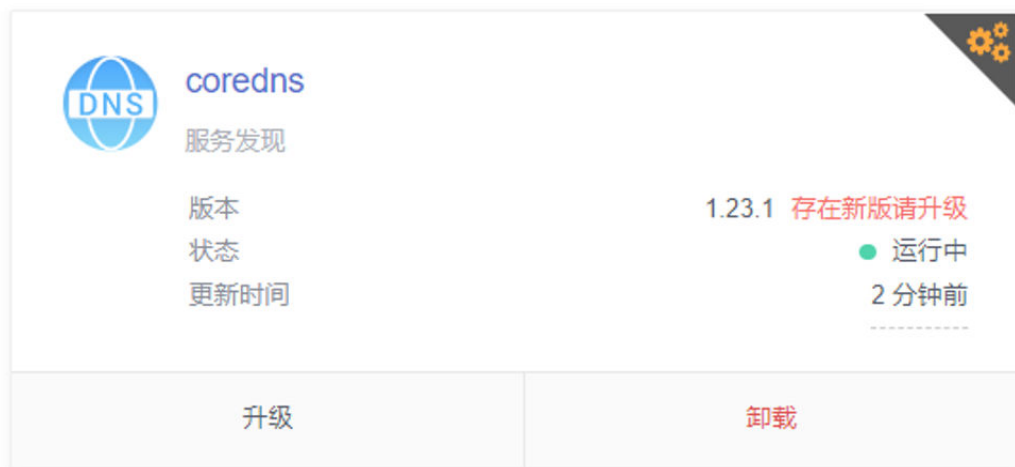 DNS
coredns
服务发现
版本 1.23.1 存在新版请升级
状态 运行中
更新时间 2 分钟前
升级 卸载